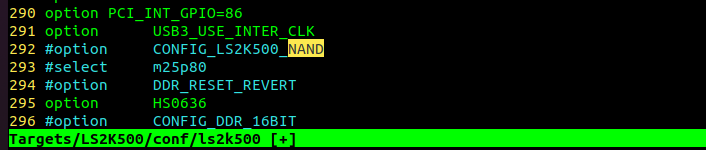 290 option PCI_INT_GPIO=86
291 option       USB3_USE_INTER_CLK
292 #option      CONFIG_LS2K500_NAND
293 #select      m25p80
294 #option      DDR_RESET_REVERT
295 option       HS0636
296 #option      CONFIG_DDR_16BIT
Targets/LS2K500/conf/ls2k500 [+]